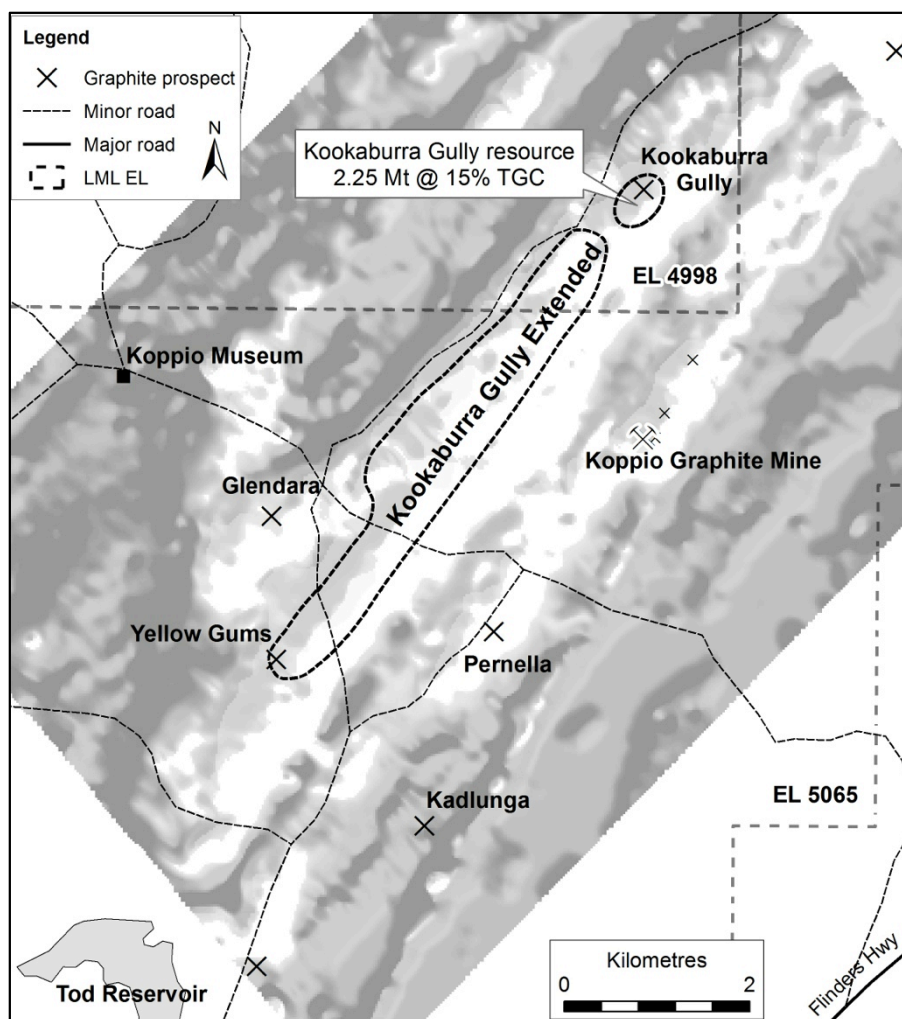 Legend
Graphite prospect
Minor road
Major road
LML EL
N
Kookaburra Gully resource
2.25 Mt @ 15% TGC
Kookaburra
Gully
EL 4998
Kookaburra Gully Extended
Koppio Museum
Koppio Graphite Mine
Glendara
Yellow Gums
Pernella
Kadlunga
EL 5065
Tod Reservoir
Kilometres
0 2
Flinders Hwy